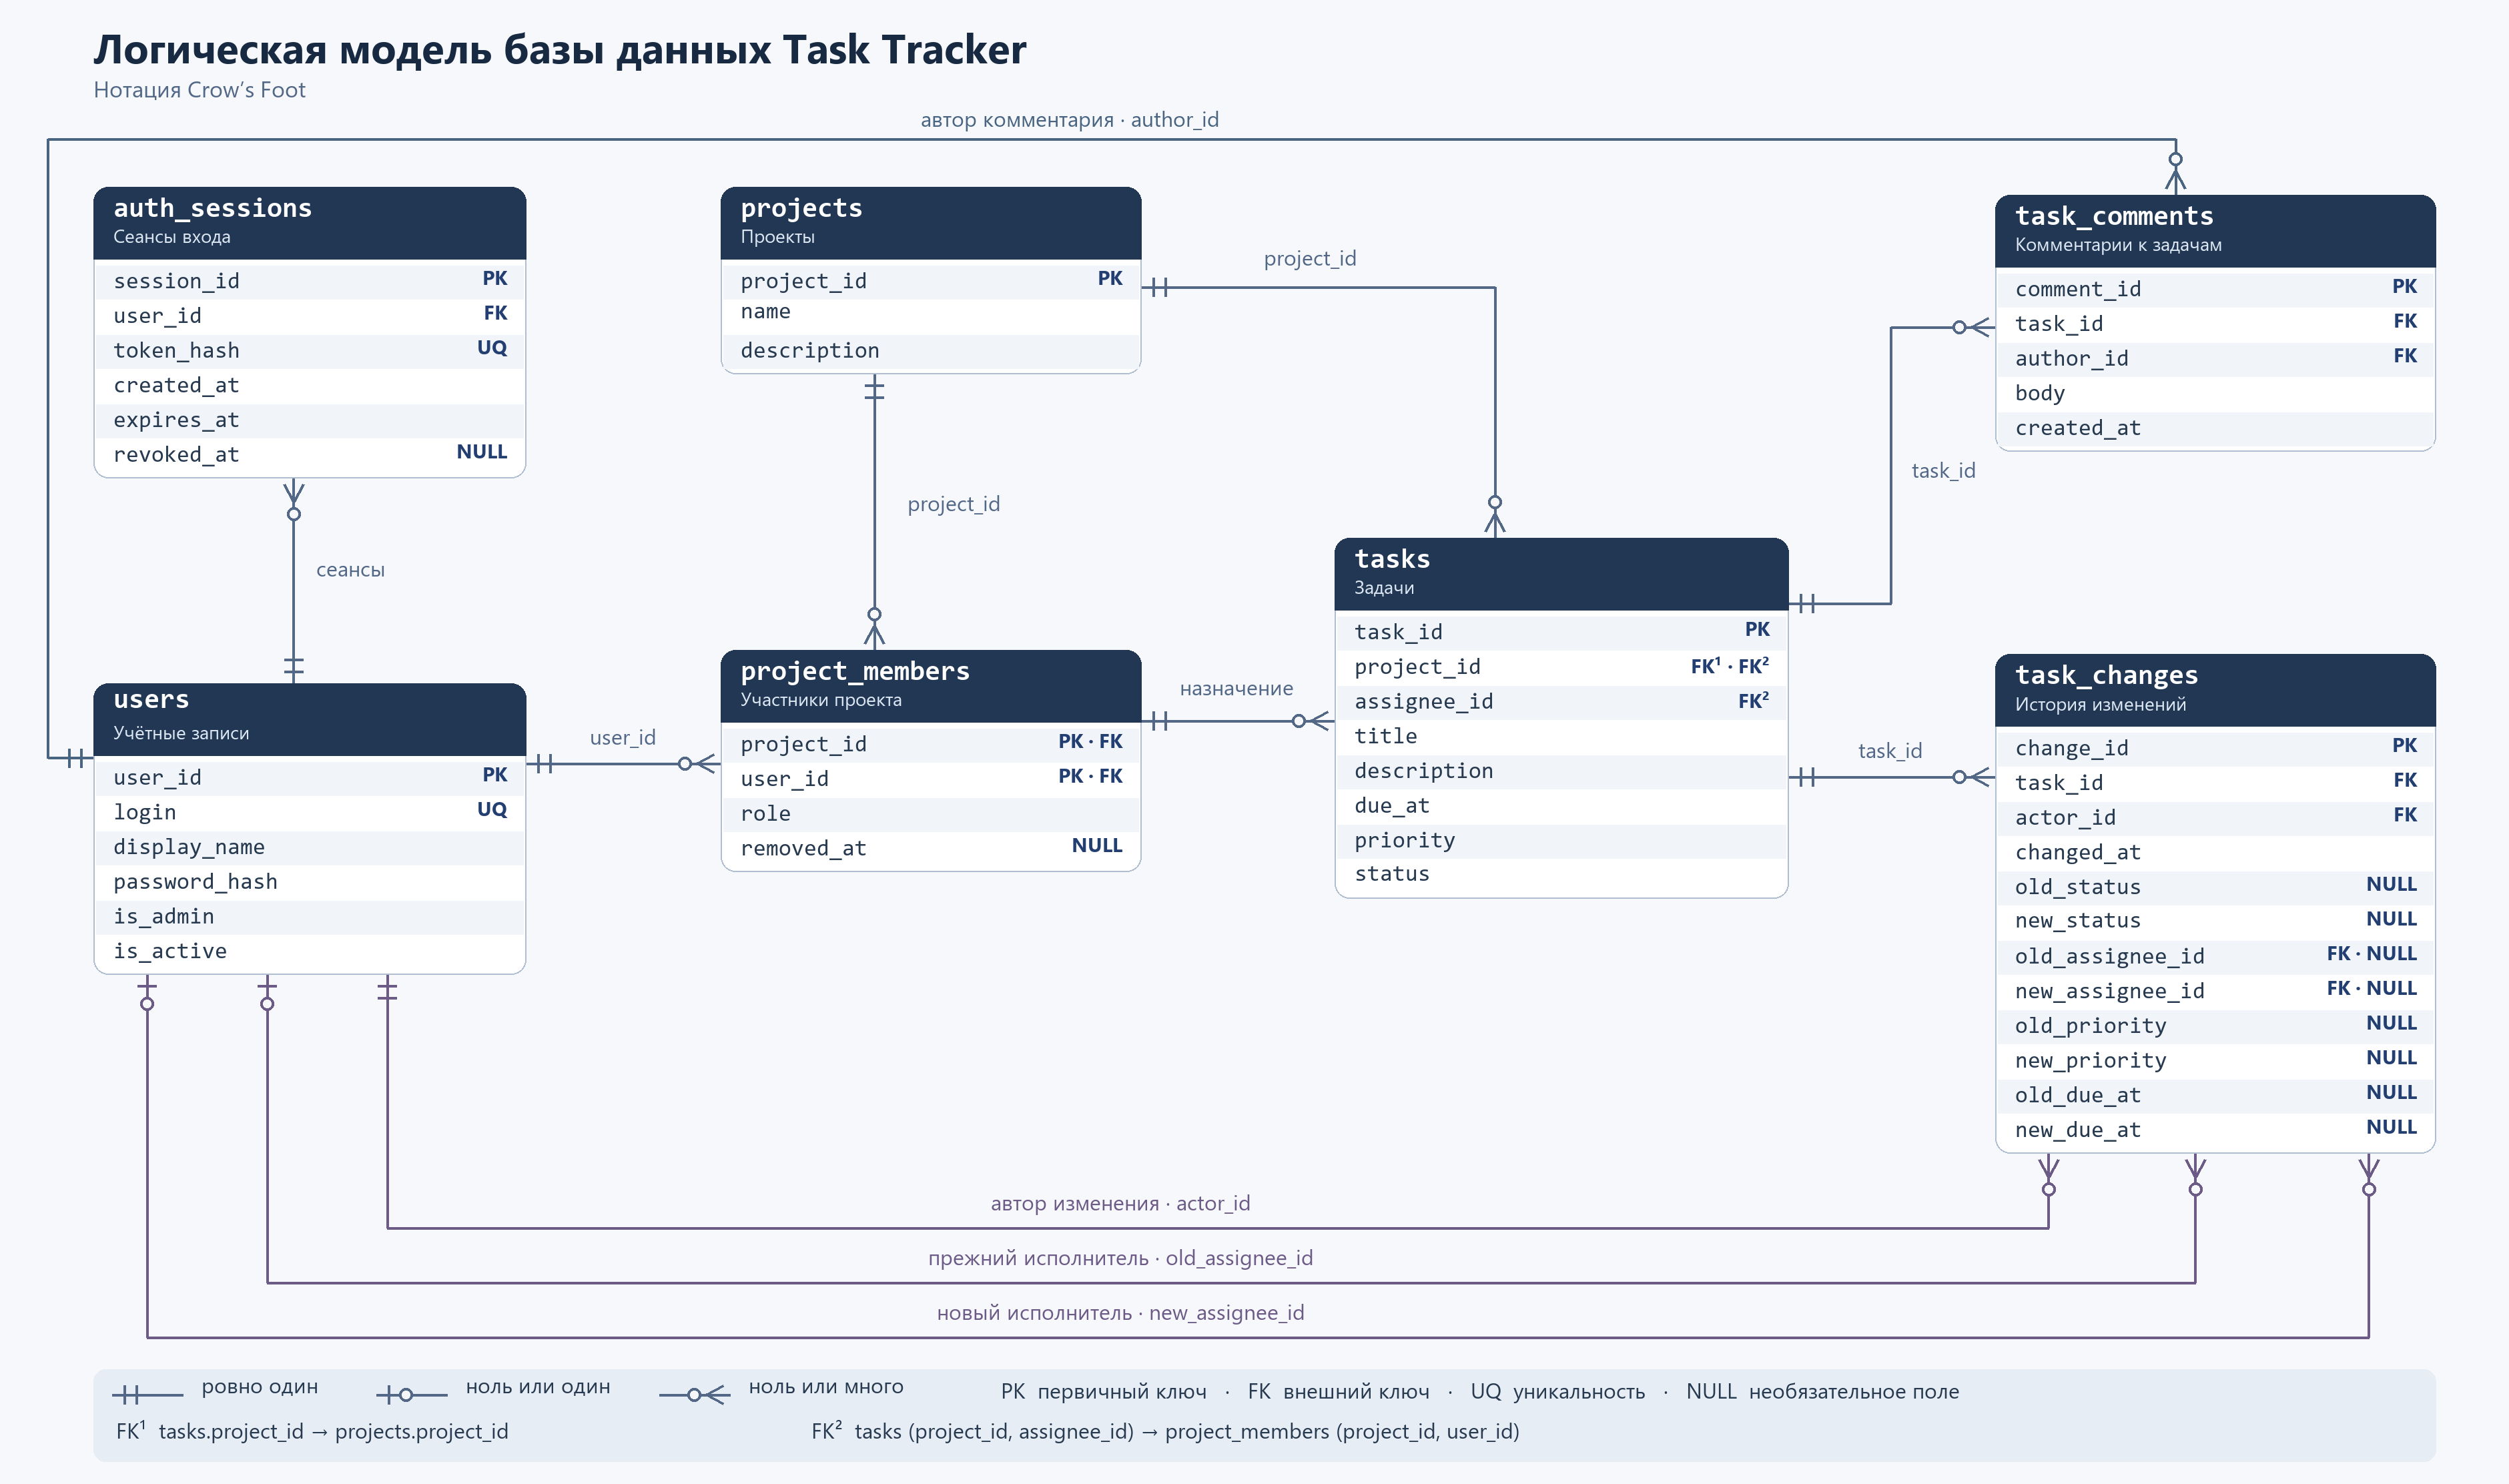 Логическая модель базы данных Task Tracker
Нотация Crow’s Foot
автор комментария · author_id
auth_sessions
Сеансы входа
session_id PK
user_id FK
token_hash UQ
created_at
expires_at
revoked_at NULL
projects
Проекты
project_id PK
name
description
project_id
task_comments
Комментарии к задачам
comment_id PK
task_id FK
author_id FK
body
created_at
task_id
project_id
сеансы
users
Учётные записи
user_id PK
login UQ
display_name
password_hash
is_admin
is_active
user_id
project_members
Участники проекта
project_id PK · FK
user_id PK · FK
role
removed_at NULL
назначение
tasks
Задачи
task_id PK
project_id FK¹ · FK²
assignee_id FK²
title
description
due_at
priority
status
task_id
task_changes
История изменений
change_id PK
task_id FK
actor_id FK
changed_at
old_status NULL
new_status NULL
old_assignee_id FK · NULL
new_assignee_id FK · NULL
old_priority NULL
new_priority NULL
old_due_at NULL
new_due_at NULL
автор изменения · actor_id
прежний исполнитель · old_assignee_id
новый исполнитель · new_assignee_id
ровно один ноль или один ноль или много PK первичный ключ · FK внешний ключ · UQ уникальность · NULL необязательное поле
FK¹ tasks.project_id → projects.project_id FK² tasks (project_id, assignee_id) → project_members (project_id, user_id)